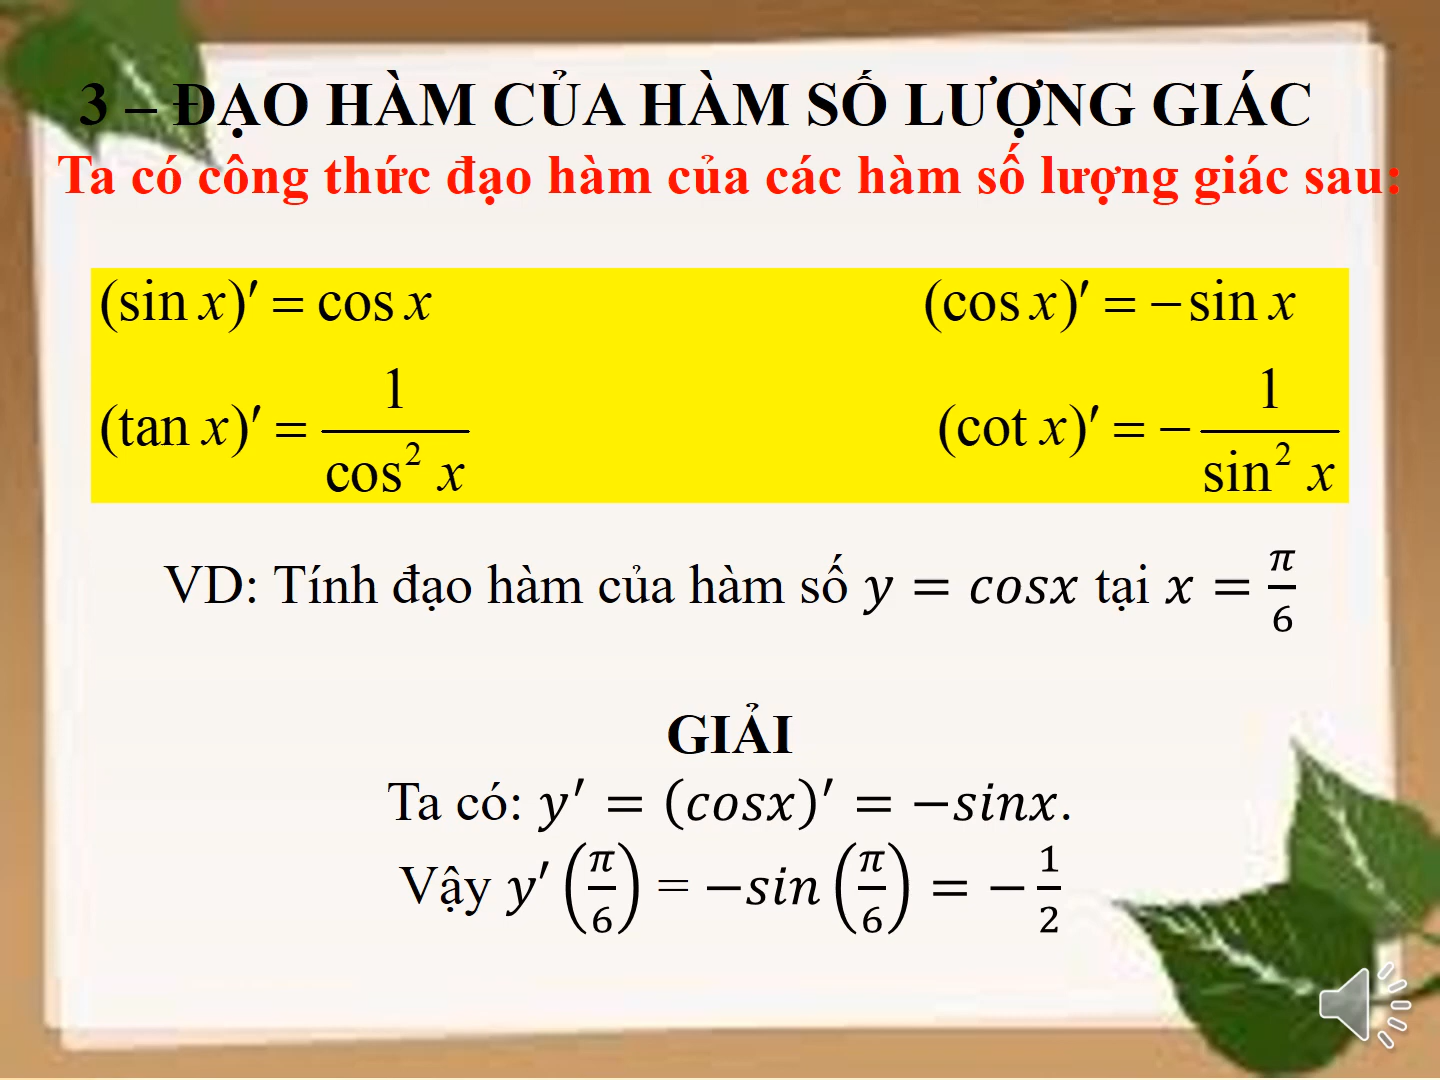 3 – ĐẠO HÀM CỦA HÀM SỐ LƯỢNG GIÁC
Ta có công thức đạo hàm của các hàm số lượng giác sau:
(sin x)′ = cos x (cos x)′ = −sin x
(tan x)′ = 1/cos² x (cot x)′ = −1/sin² x
VD: Tính đạo hàm của hàm số y = cosx tại x = π/6
GIẢI
Ta có: y′ = (cosx)′ = −sinx.
Vậy y′(π/6) = −sin(π/6) = −1/2